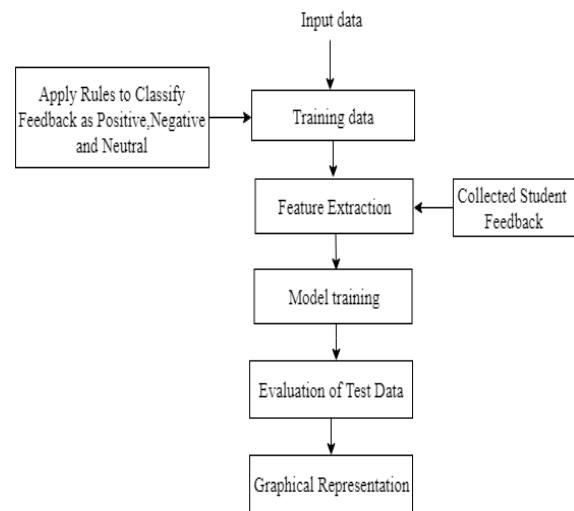 Input data
Apply Rules to Classify
Feedback as Positive,Negative
and Neutral
Training data
Feature Extraction
Collected Student
Feedback
Model training
Evaluation of Test Data
Graphical Representation